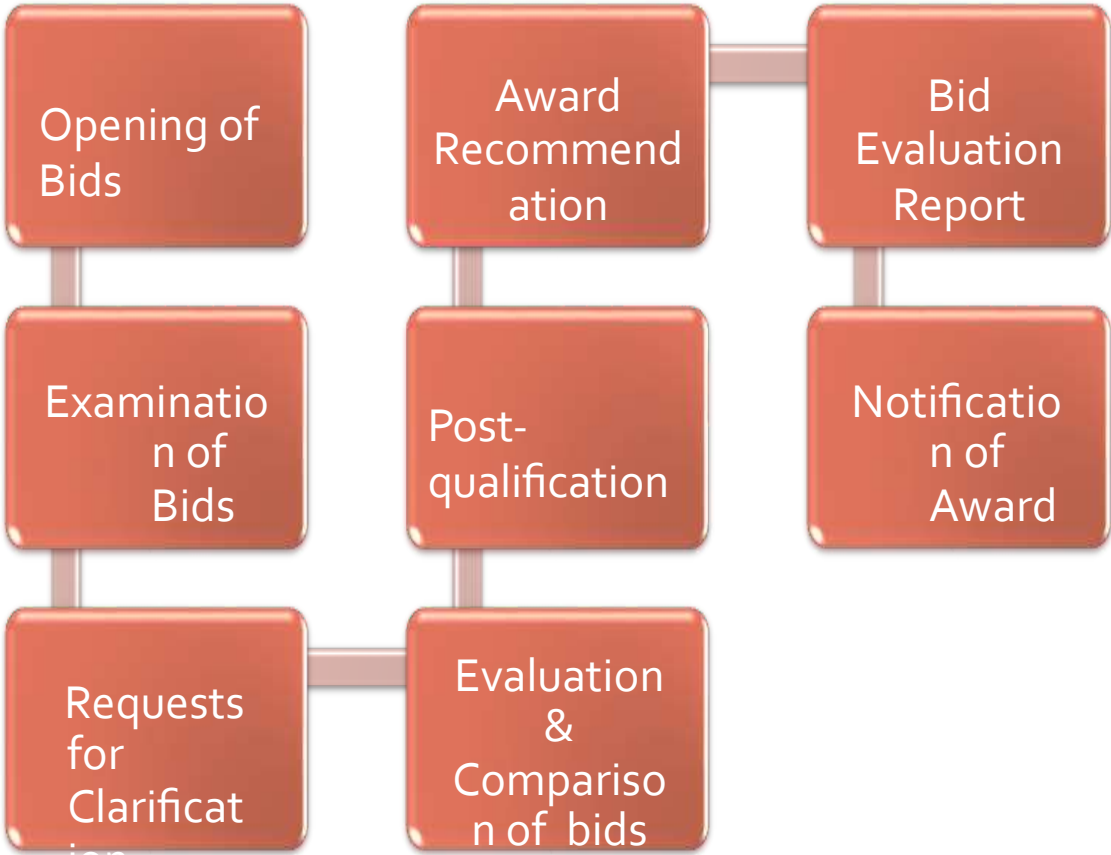 Opening of
Bids
Examinatio
n of
Bids
Requests
for
Clarificat
ion
Evaluation
&
Compariso
n of bids
Post-
qualification
Award
Recommend
ation
Bid
Evaluation
Report
Notificatio
n of
Award